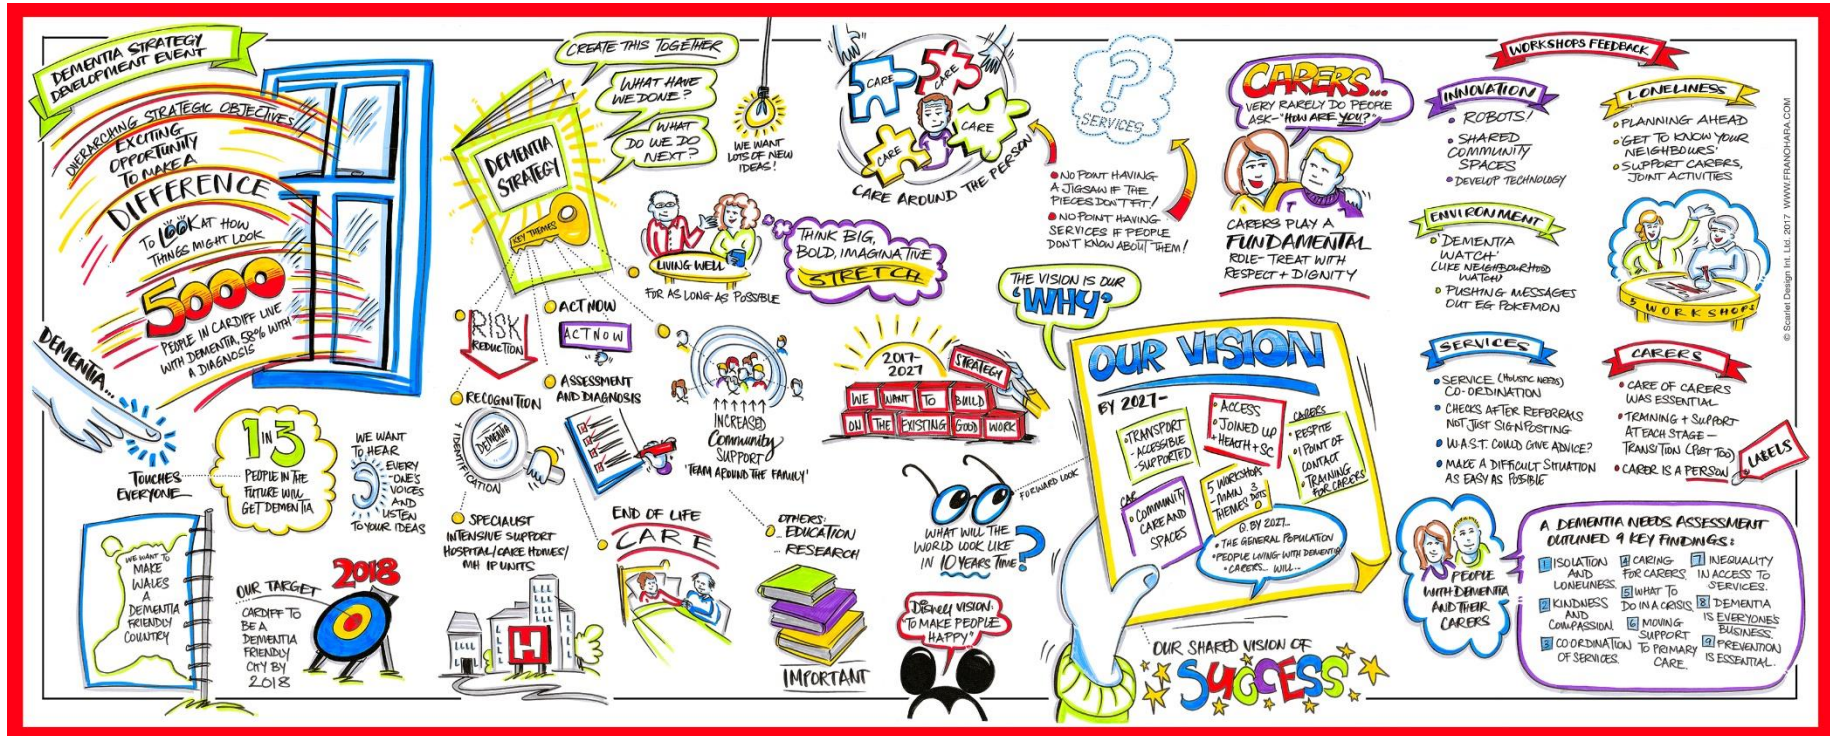 DEMENTIA STRATEGY
DEVELOPMENT EVENT
OVERARCHING STRATEGIC OBJECTIVES
EXCITING
OPPORTUNITY
TO MAKE A
DIFFERENCE
TO LOOK AT HOW
THINGS MIGHT LOOK
5000
PEOPLE IN CARDIFF LIVE
WITH DEMENTIA, 58% WITH
A DIAGNOSIS
DEMENTIA...
TOUCHES
EVERYONE
1 IN 3
PEOPLE IN THE
FUTURE WILL
GET DEMENTIA
WE WANT
TO HEAR
EVERY
-ONE'S
VOICES
AND
LISTEN
TO YOUR IDEAS
WE WANT TO
MAKE
WALES
A
DEMENTIA
FRIENDLY
COUNTRY
OUR TARGET
2018
CARDIFF TO
BE A
DEMENTIA
FRIENDLY
CITY BY
2018
CREATE THIS TOGETHER
WHAT HAVE
WE DONE?
WHAT
DO WE DO
NEXT?
DEMENTIA
STRATEGY
KEY THEMES
WE WANT
LOTS OF NEW
IDEAS!
LIVING WELL
FOR AS LONG AS POSSIBLE
THINK BIG,
BOLD, IMAGINATIVE
STRETCH
RISK
REDUCTION
ACT NOW
ACT NOW
RECOGNITION
+ IDENTIFICATION
DEMENTIA
ASSESSMENT
AND DIAGNOSIS
INCREASED
Community
SUPPORT
'TEAM AROUND THE FAMILY'
SPECIALIST
INTENSIVE SUPPORT
HOSPITAL/CARE HOMES/
MH IP UNITS
H
END OF LIFE
CARE
OTHERS:
... EDUCATION
... RESEARCH
IMPORTANT
CARE
CARE
CARE
CARE
CARE AROUND THE PERSON
?
SERVICES
• NO POINT HAVING
A JIGSAW IF THE
PIECES DON'T FIT!
• NO POINT HAVING
SERVICES IF PEOPLE
DON'T KNOW ABOUT THEM!
2017-
2027
STRATEGY
WE WANT TO BUILD
ON THE EXISTING GOOD WORK
FORWARD LOOK
WHAT WILL THE
WORLD LOOK LIKE
IN 10 YEARS TIME?
Disney VISION:
"TO MAKE PEOPLE
HAPPY"
CARERS...
VERY RARELY DO PEOPLE
ASK- "HOW ARE YOU?"
CARERS PLAY A
FUNDAMENTAL
ROLE- TREAT WITH
RESPECT + DIGNITY
THE VISION IS OUR
'WHY?'
OUR VISION
BY 2027-
• TRANSPORT
- ACCESSIBLE
- SUPPORTED
• ACCESS
• JOINED UP
+HEALTH + SC
CARERS
• RESPITE
• 1 POINT OF
CONTACT
• TRAINING
FOR CARERS
CAR
• COMMUNITY
CARE AND
SPACES
5 WORKSHOPS
- MAIN 3
THEMES DOTS
Q. BY 2027...
• THE GENERAL POPULATION
• PEOPLE LIVING WITH DEMENTIA
• CARERS... WILL...
OUR SHARED VISION OF
SUCCESS
WORKSHOPS FEEDBACK
INNOVATION
• ROBOTS!
• SHARED
COMMUNITY
SPACES
• DEVELOP TECHNOLOGY
LONELINESS
• PLANNING AHEAD
• 'GET TO KNOW YOUR
NEIGHBOURS'
• SUPPORT CARERS,
JOINT ACTIVITIES
ENVIRONMENT
• 'DEMENTIA
WATCH'
(LIKE NEIGHBOURHOOD
WATCH)
• PUSHING MESSAGES
OUT EG POKEMON
5 WORKSHOPS
SERVICES
• SERVICE (HOLISTIC NEEDS)
CO-ORDINATION
• CHECKS AFTER REFERRALS
NOT JUST SIGNPOSTING
• W.A.S.T. COULD GIVE ADVICE?
• MAKE A DIFFICULT SITUATION
AS EASY AS POSSIBLE
CARERS
• CARE OF CARERS
WAS ESSENTIAL
• TRAINING + SUPPORT
AT EACH STAGE -
TRANSITION (POST TOO)
• CARER IS A PERSON
LABELS
PEOPLE
WITH DEMENTIA
AND THEIR
CARERS
A DEMENTIA NEEDS ASSESSMENT
OUTLINED 9 KEY FINDINGS:
1 ISOLATION
AND
LONELINESS.
2 KINDNESS
AND
COMPASSION.
3 COORDINATION
OF SERVICES.
4 CARING
FOR CARERS.
5 WHAT TO
DO IN A CRISIS.
6 MOVING
SUPPORT
TO PRIMARY
CARE.
7 INEQUALITY
IN ACCESS TO
SERVICES.
8 DEMENTIA
IS EVERYONE'S
BUSINESS.
9 PREVENTION
IS ESSENTIAL.
© Scarlet Design Int. Ltd. 2017 WWW.FRANOHARA.COM